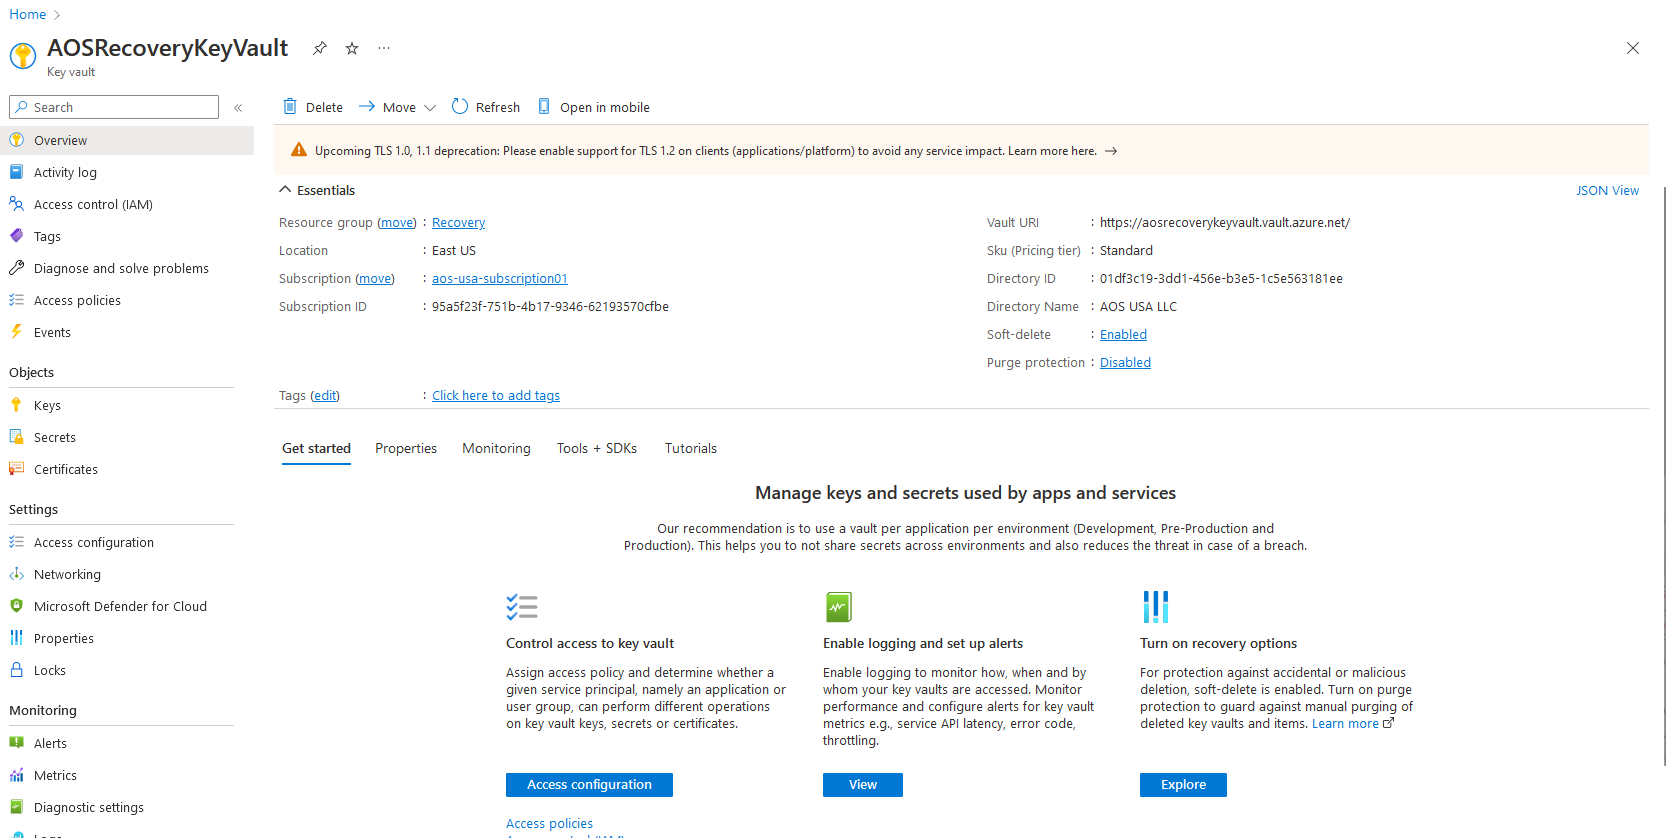 Home
AOSRecoveryKeyVault
Key vault
Search
Overview
Activity log
Access control (IAM)
Tags
Diagnose and solve problems
Access policies
Events
Objects
Keys
Secrets
Certificates
Settings
Access configuration
Networking
Microsoft Defender for Cloud
Properties
Locks
Monitoring
Alerts
Metrics
Diagnostic settings
Delete Move Refresh Open in mobile
Upcoming TLS 1.0, 1.1 deprecation: Please enable support for TLS 1.2 on clients (applications/platform) to avoid any service impact. Learn more here. →
Essentials
JSON View
Resource group (move) : Recovery
Location : East US
Subscription (move) : aos-usa-subscription01
Subscription ID : 95a5f23f-751b-4b17-9346-62193570cfbe
Vault URI : https://aosrecoverykeyvault.vault.azure.net/
Sku (Pricing tier) : Standard
Directory ID : 01df3c19-3dd1-456e-b3e5-1c5e563181ee
Directory Name : AOS USA LLC
Soft-delete : Enabled
Purge protection : Disabled
Tags (edit) : Click here to add tags
Get started Properties Monitoring Tools + SDKs Tutorials
Manage keys and secrets used by apps and services
Our recommendation is to use a vault per application per environment (Development, Pre-Production and
Production). This helps you to not share secrets across environments and also reduces the threat in case of a breach.
Control access to key vault
Assign access policy and determine whether a
given service principal, namely an application or
user group, can perform different operations
on key vault keys, secrets or certificates.
Access configuration
Access policies
Enable logging and set up alerts
Enable logging to monitor how, when and by
whom your key vaults are accessed. Monitor
performance and configure alerts for key vault
metrics e.g., service API latency, error code,
throttling.
View
Turn on recovery options
For protection against accidental or malicious
deletion, soft-delete is enabled. Turn on purge
protection to guard against manual purging of
deleted key vaults and items. Learn more
Explore